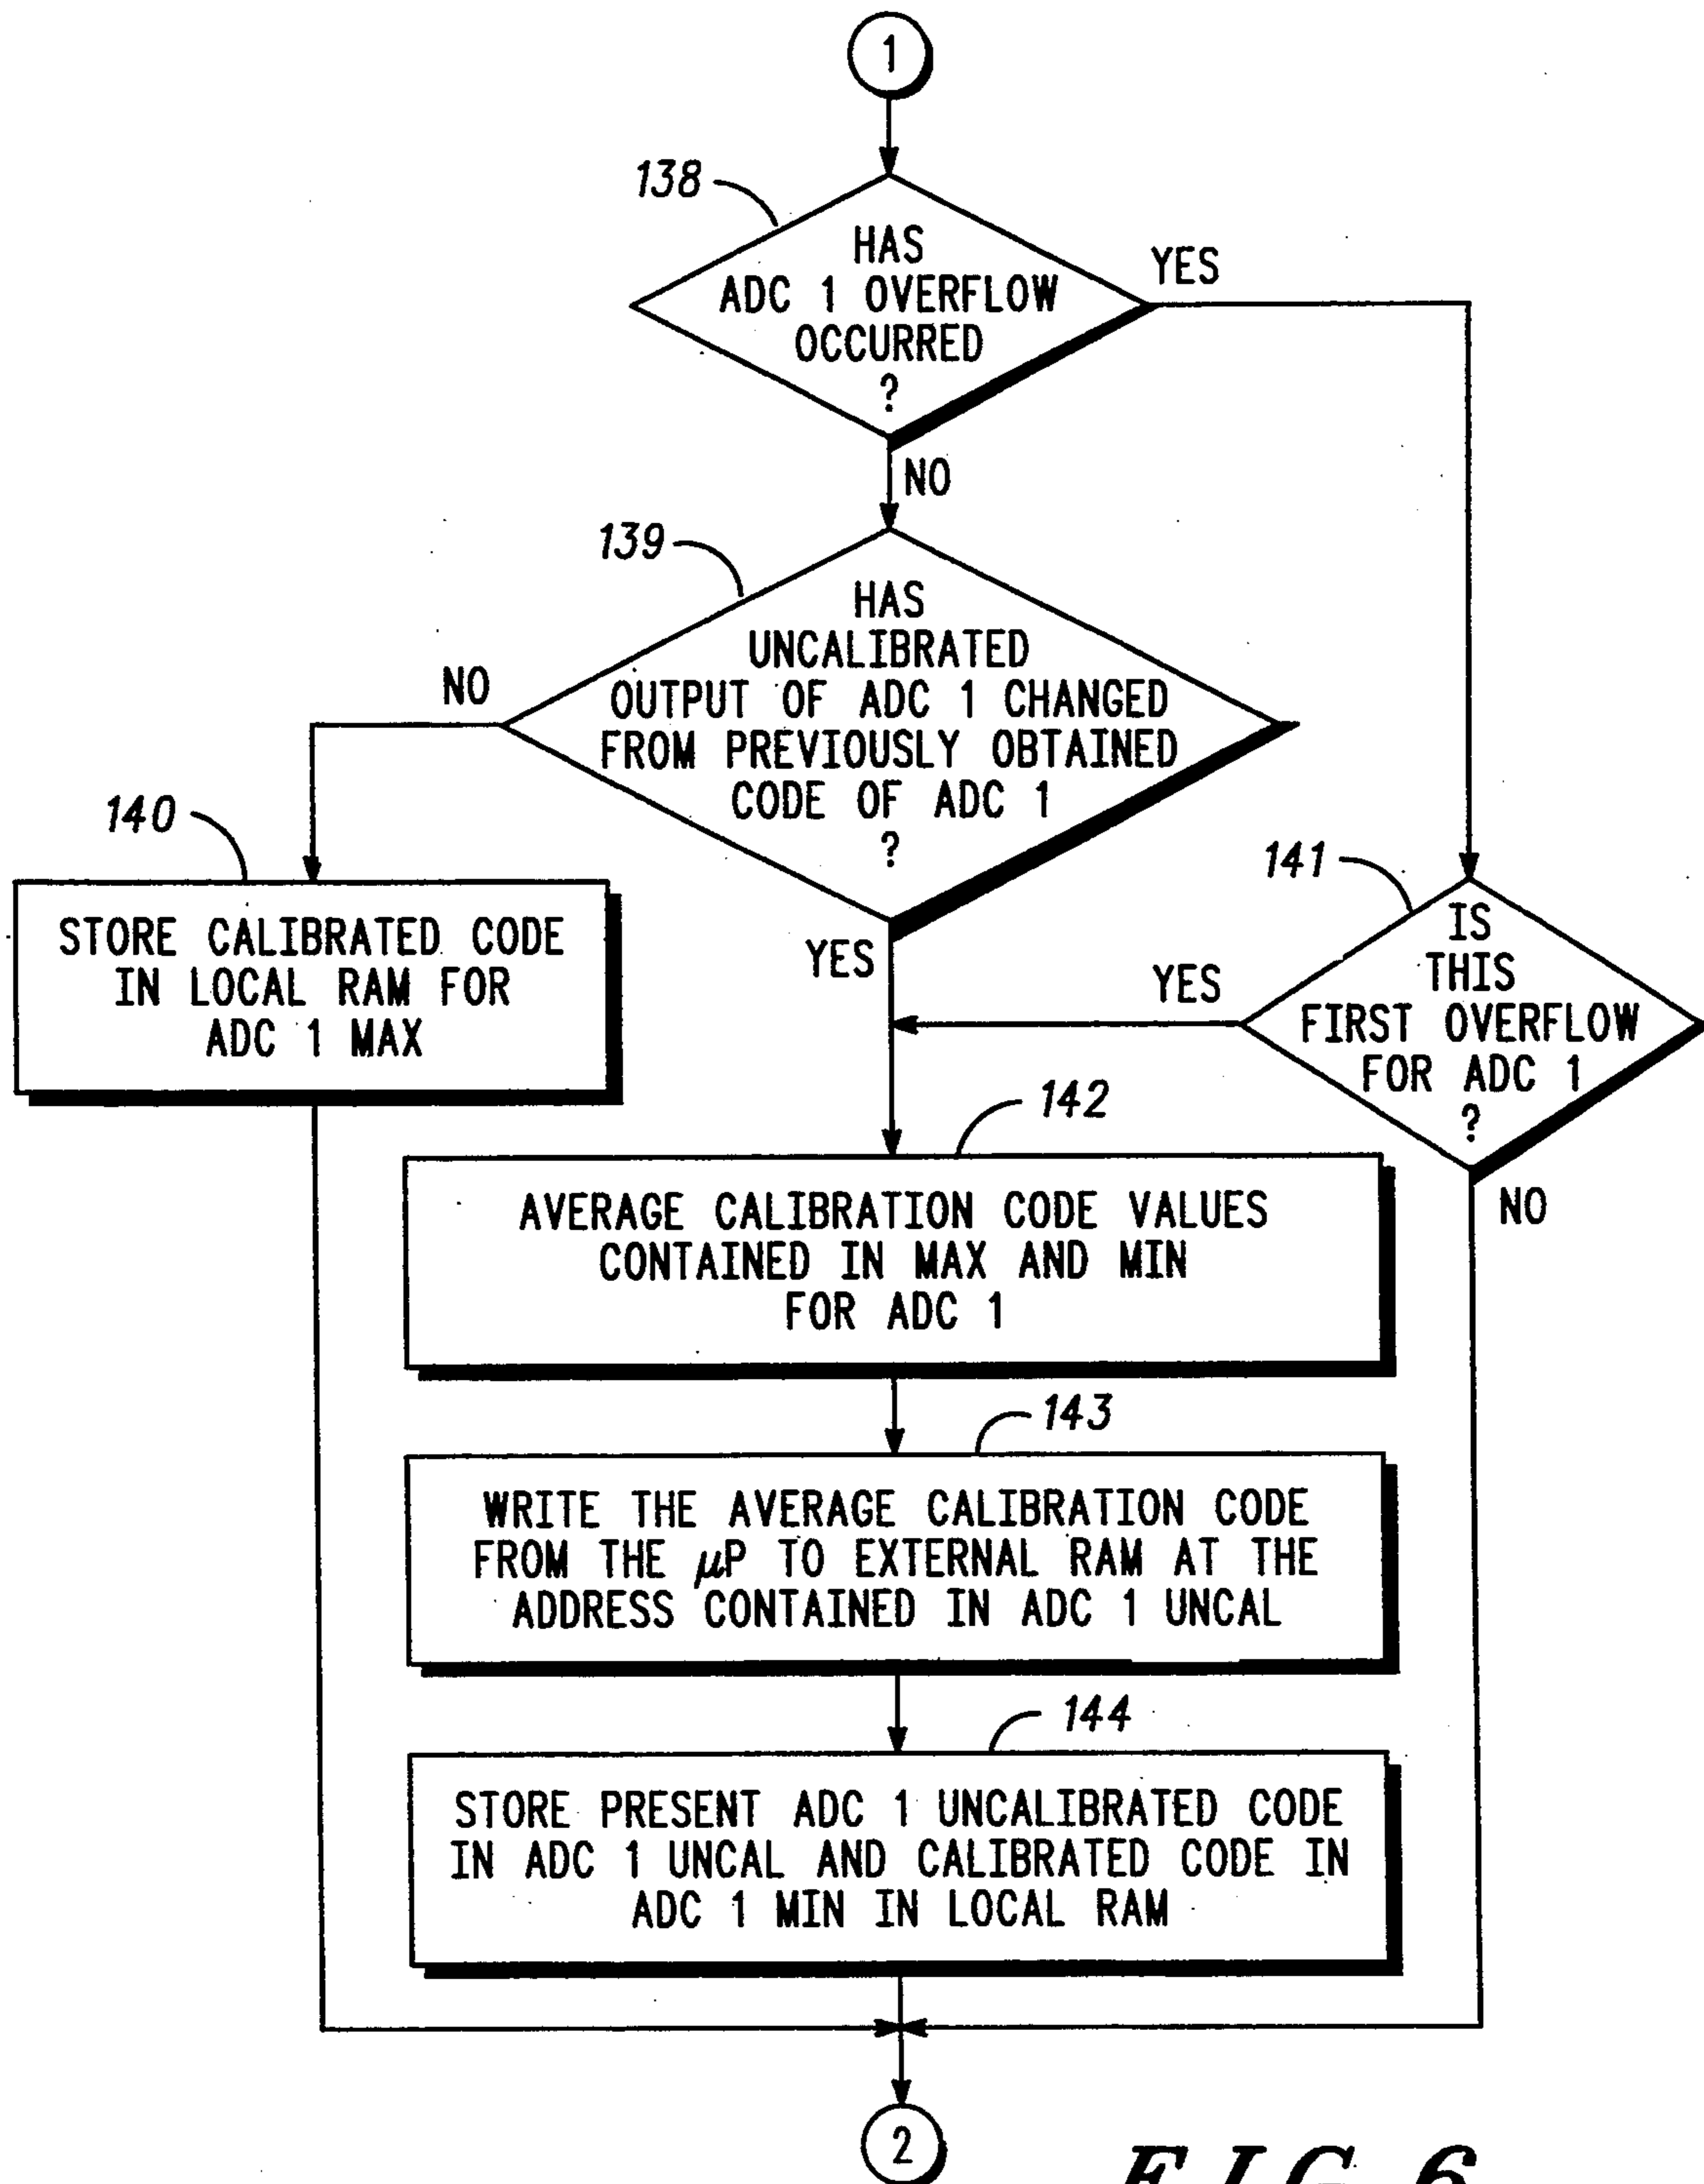 1
138
HAS
ADC 1 OVERFLOW
OCCURRED
?
YES
NO
139
HAS
UNCALIBRATED
OUTPUT OF ADC 1 CHANGED
FROM PREVIOUSLY OBTAINED
CODE OF ADC 1
?
NO
YES
140
STORE CALIBRATED CODE
IN LOCAL RAM FOR
ADC 1 MAX
141
IS
THIS
FIRST OVERFLOW
FOR ADC 1
?
YES
NO
142
AVERAGE CALIBRATION CODE VALUES
CONTAINED IN MAX AND MIN
FOR ADC 1
143
WRITE THE AVERAGE CALIBRATION CODE
FROM THE μP TO EXTERNAL RAM AT THE
ADDRESS CONTAINED IN ADC 1 UNCAL
144
STORE PRESENT ADC 1 UNCALIBRATED CODE
IN ADC 1 UNCAL AND CALIBRATED CODE IN
ADC 1 MIN IN LOCAL RAM
2
FIG. 6